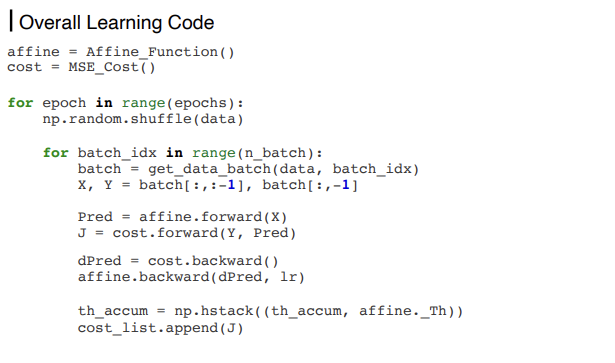 Overall Learning Code
affine = Affine_Function()
cost = MSE_Cost()
for epoch in range(epochs):
    np.random.shuffle(data)
    for batch_idx in range(n_batch):
        batch = get_data_batch(data, batch_idx)
        X, Y = batch[:,:-1], batch[:,-1]
        Pred = affine.forward(X)
        J = cost.forward(Y, Pred)
        dPred = cost.backward()
        affine.backward(dPred, lr)
        th_accum = np.hstack((th_accum, affine._Th))
        cost_list.append(J)